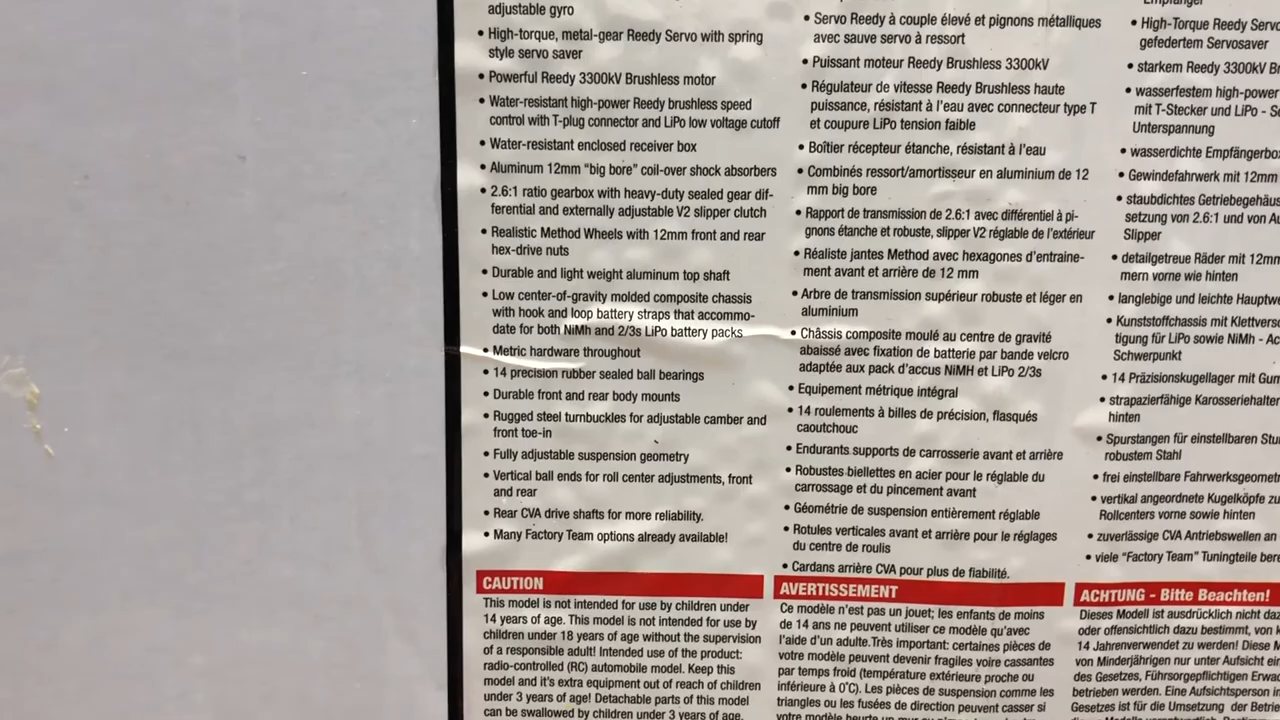 adjustable gyro
• High-torque, metal-gear Reedy Servo with spring
style servo saver
• Powerful Reedy 3300kV Brushless motor
• Water-resistant high-power Reedy brushless speed
control with T-plug connector and LiPo low voltage cutoff
• Water-resistant enclosed receiver box
• Aluminum 12mm “big bore” coil-over shock absorbers
• 2.6:1 ratio gearbox with heavy-duty sealed gear dif-
ferential and externally adjustable V2 slipper clutch
• Realistic Method Wheels with 12mm front and rear
hex-drive nuts
• Durable and light weight aluminum top shaft
• Low center-of-gravity molded composite chassis
with hook and loop battery straps that accommo-
date for both NiMh and 2/3s LiPo battery packs
• Metric hardware throughout
• 14 precision rubber sealed ball bearings
• Durable front and rear body mounts
• Rugged steel turnbuckles for adjustable camber and
front toe-in
• Fully adjustable suspension geometry
• Vertical ball ends for roll center adjustments, front
and rear
• Rear CVA drive shafts for more reliability.
• Many Factory Team options already available!
CAUTION
This model is not intended for use by children under
14 years of age. This model is not intended for use by
children under 18 years of age without the supervision
of a responsible adult! Intended use of the product:
radio-controlled (RC) automobile model. Keep this
model and it's extra equipment out of reach of children
under 3 years of age! Detachable parts of this model
can be swallowed by children under 3 years of age.
• Servo Reedy à couple élevé et pignons métalliques
avec sauve servo à ressort
• Puissant moteur Reedy Brushless 3300kV
• Régulateur de vitesse Reedy Brushless haute
puissance, résistant à l'eau avec connecteur type T
et coupure LiPo tension faible
• Boîtier récepteur étanche, résistant à l'eau
• Combinés ressort/amortisseur en aluminium de 12
mm big bore
• Rapport de transmission de 2.6:1 avec différentiel à pi-
gnons étanche et robuste, slipper V2 réglable de l'extérieur
• Réaliste jantes Method avec hexagones d'entraine-
ment avant et arrière de 12 mm
• Arbre de transmission supérieur robuste et léger en
aluminium
• Châssis composite moulé au centre de gravité
abaissé avec fixation de batterie par bande velcro
adaptée aux pack d'accus NiMH et LiPo 2/3s
• Equipement métrique intégral
• 14 roulements à billes de précision, flasqués
caoutchouc
• Endurants supports de carrosserie avant et arrière
• Robustes biellettes en acier pour le réglable du
carrossage et du pincement avant
• Géométrie de suspension entièrement réglable
• Rotules verticales avant et arrière pour le réglages
du centre de roulis
• Cardans arrière CVA pour plus de fiabilité.
AVERTISSEMENT
Ce modèle n'est pas un jouet; les enfants de moins
de 14 ans ne peuvent utiliser ce modèle qu'avec
l'aide d'un adulte.Très important: certaines pièces de
votre modèle peuvent devenir fragiles voire cassantes
par temps froid (température extérieure proche ou
inférieure à 0°C). Les pièces de suspension comme les
triangles ou les fusées de direction peuvent casser si
votre modèle heurte un mur ou
Empfänger
• High-Torque Reedy Servo
gefedertem Servosaver
• starkem Reedy 3300kV
• wasserfestem high-power
mit T-Stecker und LiPo -
Unterspannung
• wasserdichte
• Gewindefahrwerk mit 12mm
• staubdichtes
setzung von 2.6:1 und von
Slipper
• detailgetreue Räder mit 12mm
mern vorne wie hinten
• langlebige und leichte
• Kunststoffchassis mit
tigung für LiPo sowie NiMh -
Schwerpunkt
• 14 Präzisionskugellager mit
• strapazierfähige
hinten
• Spurstangen für einstellbaren
robustem Stahl
• frei einstellbare
• vertikal angeordnete Kugelköpfe
Rollcenters vorne sowie hinten
• zuverlässige CVA Antriebswellen an
• viele “Factory Team” Tuningteile
ACHTUNG - Bitte Beachten!
Dieses Modell ist ausdrücklich nicht
oder offensichtlich dazu bestimmt, von
14 Jahrenverwendet zu werden! Diese
von Minderjährigen nur unter Aufsicht
des Gesetzes, Führsorgepflichtigen
betrieben werden. Eine Aufsichtsperson
Gesetzes ist für die Umsetzung der